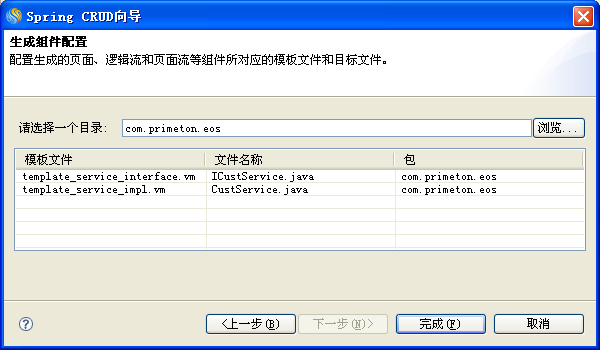 Spring CRUD向导
生成组件配置
配置生成的页面、逻辑流和页面流等组件所对应的模板文件和目标文件。
请选择一个目录: com.primeton.eos 浏览...
模板文件 文件名称 包
template_service_interface.vm ICustService.java com.primeton.eos
template_service_impl.vm CustService.java com.primeton.eos
? <上一步(B) 下一步(N)> 完成(F) 取消